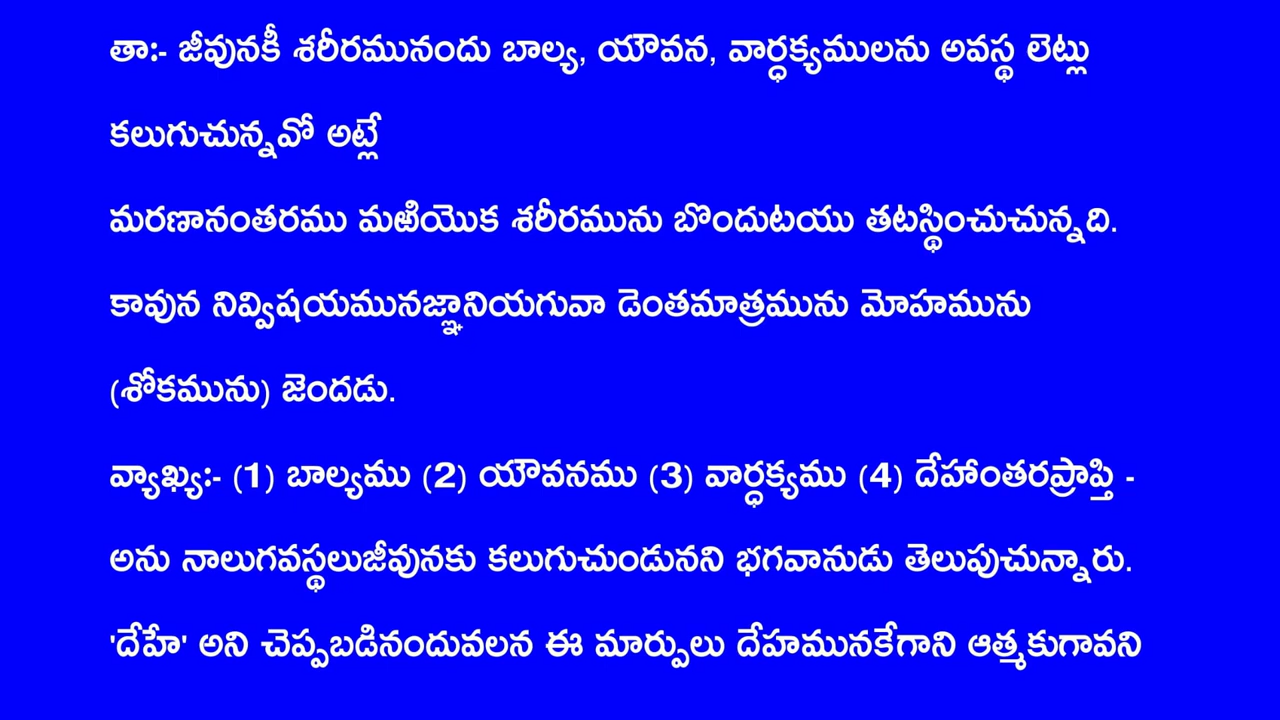 తాః- జీవునకీ శరీరమునందు బాల్య, యౌవన, వార్ధక్యములను అవస్థ లెట్లు
కలుగుచున్నవో అట్లే
మరణానంతరము మఱియొక శరీరమును బొందుటయు తటస్థించుచున్నది.
కావున నివ్విషయమునజ్ఞానియగువా డెంతమాత్రమును మోహమును
(శోకమును) జెందడు.
వ్యాఖ్యః- (1) బాల్యము (2) యౌవనము (3) వార్ధక్యము (4) దేహాంతరప్రాప్తి -
అను నాలుగవస్థలుజీవునకు కలుగుచుండునని భగవానుడు తెలుపుచున్నారు.
'దేహే' అని చెప్పబడినందువలన ఈ మార్పులు దేహమునకేగాని ఆత్మకుగావని